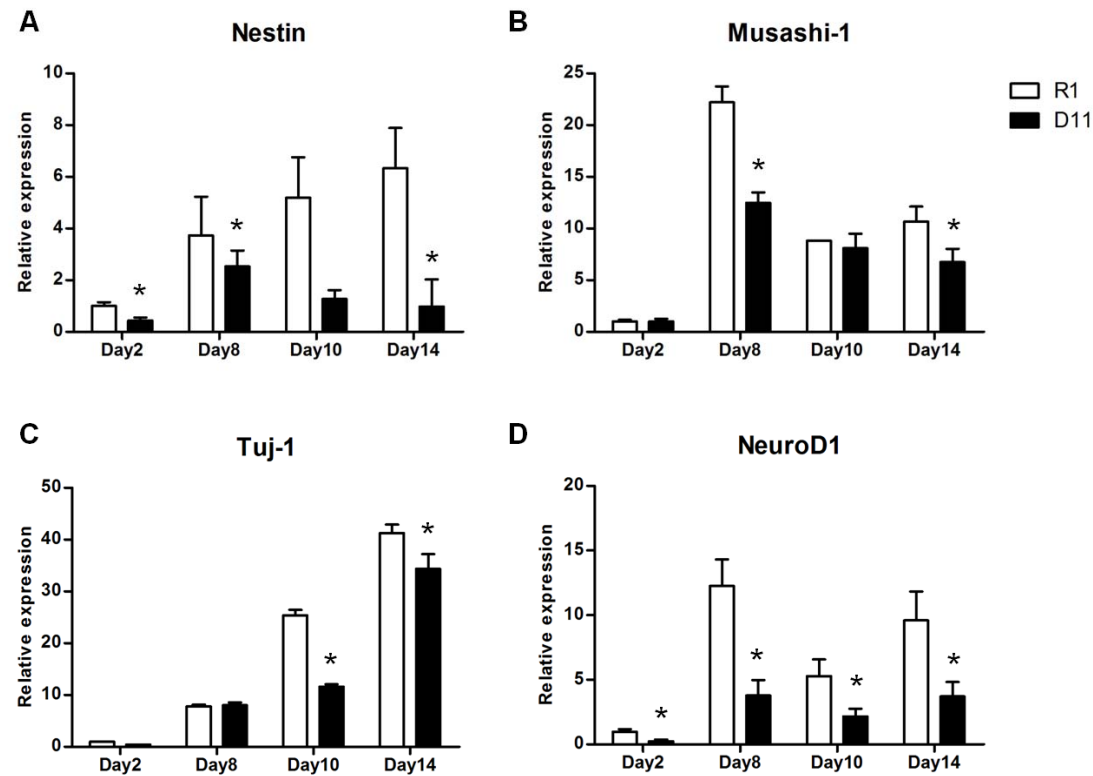 A
Nestin
Relative expression
10
8
6
4
2
0
*
*
*
Day2 Day8 Day10 Day14
B
Musashi-1
Relative expression
25
20
15
10
5
0
*
*
Day2 Day8 Day10 Day14
R1
D11
C
Tuj-1
Relative expression
50
40
30
20
10
0
*
*
Day2 Day8 Day10 Day14
D
NeuroD1
Relative expression
20
15
10
5
0
*
*
*
*
Day2 Day8 Day10 Day14